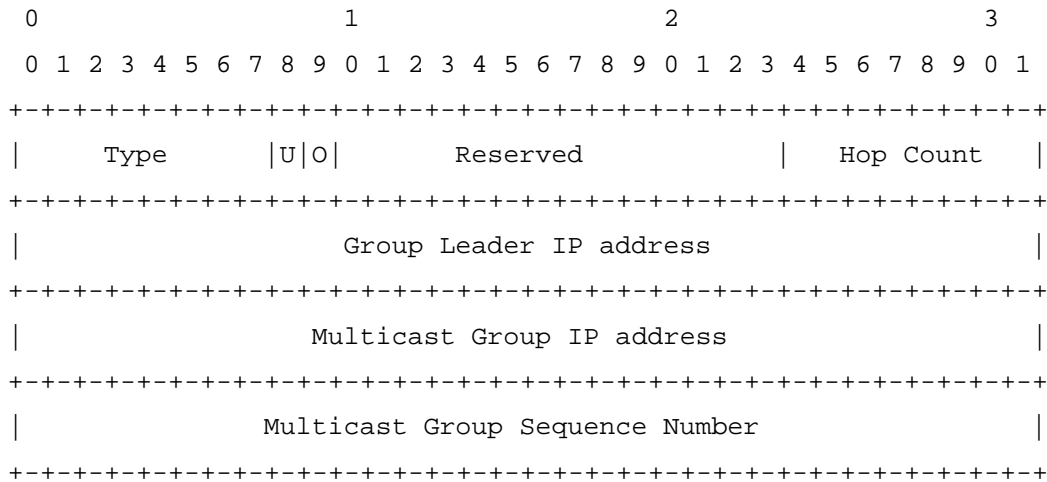 0                   1                   2                   3
 0 1 2 3 4 5 6 7 8 9 0 1 2 3 4 5 6 7 8 9 0 1 2 3 4 5 6 7 8 9 0 1
+-+-+-+-+-+-+-+-+-+-+-+-+-+-+-+-+-+-+-+-+-+-+-+-+-+-+-+-+-+-+-+-+
|     Type      |U|O|       Reserved            |   Hop Count   |
+-+-+-+-+-+-+-+-+-+-+-+-+-+-+-+-+-+-+-+-+-+-+-+-+-+-+-+-+-+-+-+-+
|                    Group Leader IP address                    |
+-+-+-+-+-+-+-+-+-+-+-+-+-+-+-+-+-+-+-+-+-+-+-+-+-+-+-+-+-+-+-+-+
|                  Multicast Group IP address                   |
+-+-+-+-+-+-+-+-+-+-+-+-+-+-+-+-+-+-+-+-+-+-+-+-+-+-+-+-+-+-+-+-+
|               Multicast Group Sequence Number                 |
+-+-+-+-+-+-+-+-+-+-+-+-+-+-+-+-+-+-+-+-+-+-+-+-+-+-+-+-+-+-+-+-+